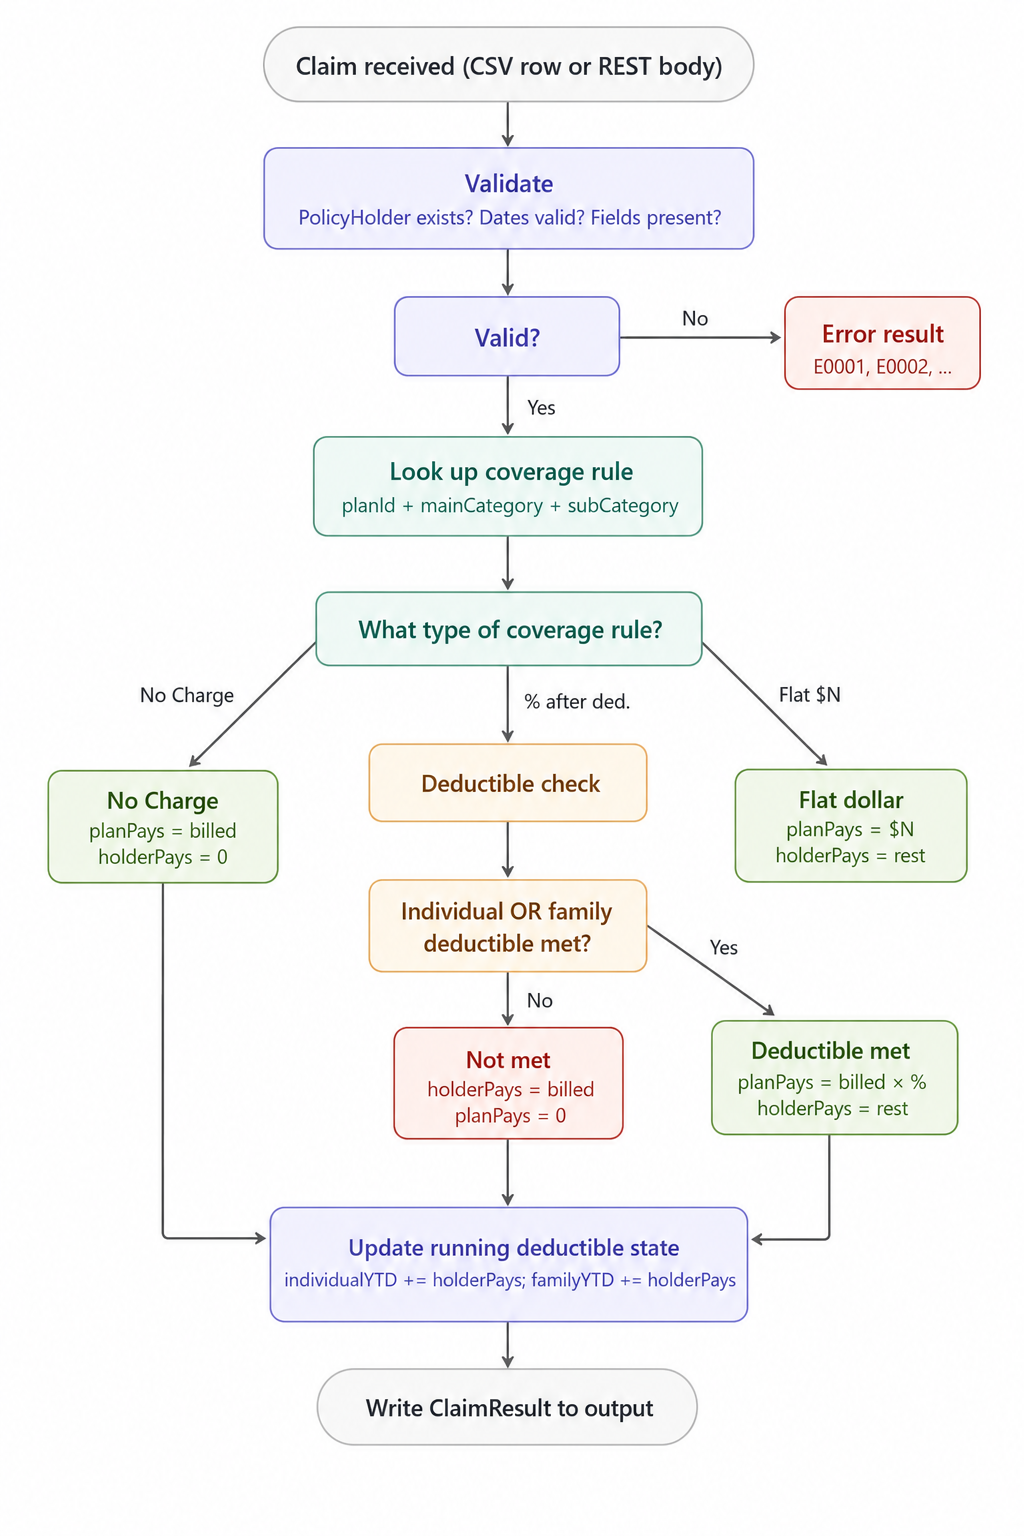 Claim received (CSV row or REST body)
Validate
PolicyHolder exists? Dates valid? Fields present?
Valid?
No
Error result
E0001, E0002, ...
Yes
Look up coverage rule
planId + mainCategory + subCategory
What type of coverage rule?
No Charge
% after ded.
Flat $N
No Charge
planPays = billed
holderPays = 0
Deductible check
Flat dollar
planPays = $N
holderPays = rest
Individual OR family
deductible met?
Yes
No
Not met
holderPays = billed
planPays = 0
Deductible met
planPays = billed × %
holderPays = rest
Update running deductible state
individualYTD += holderPays; familyYTD += holderPays
Write ClaimResult to output